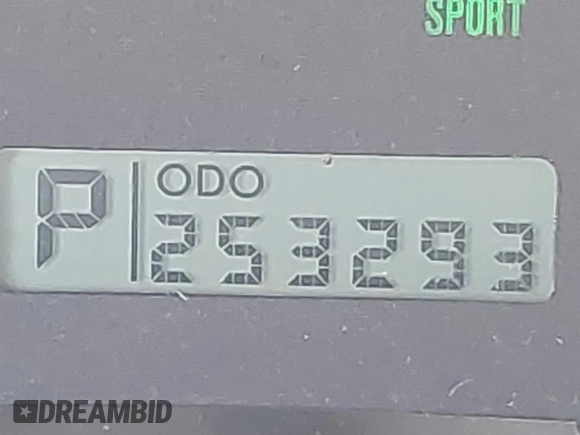 SPORT
P ODO
253293
DREAMBID